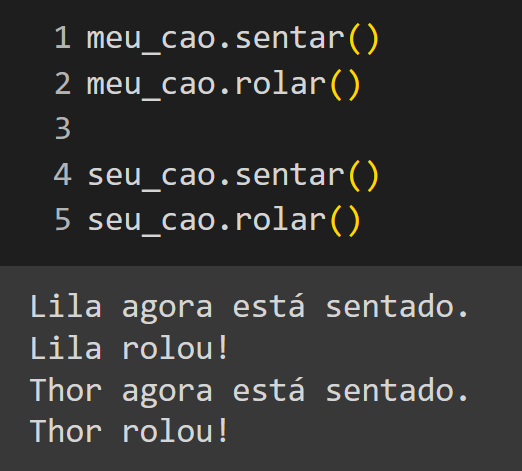 1 meu_cao.sentar()
2 meu_cao.rolar()
3
4 seu_cao.sentar()
5 seu_cao.rolar()
Lila agora está sentado.
Lila rolou!
Thor agora está sentado.
Thor rolou!